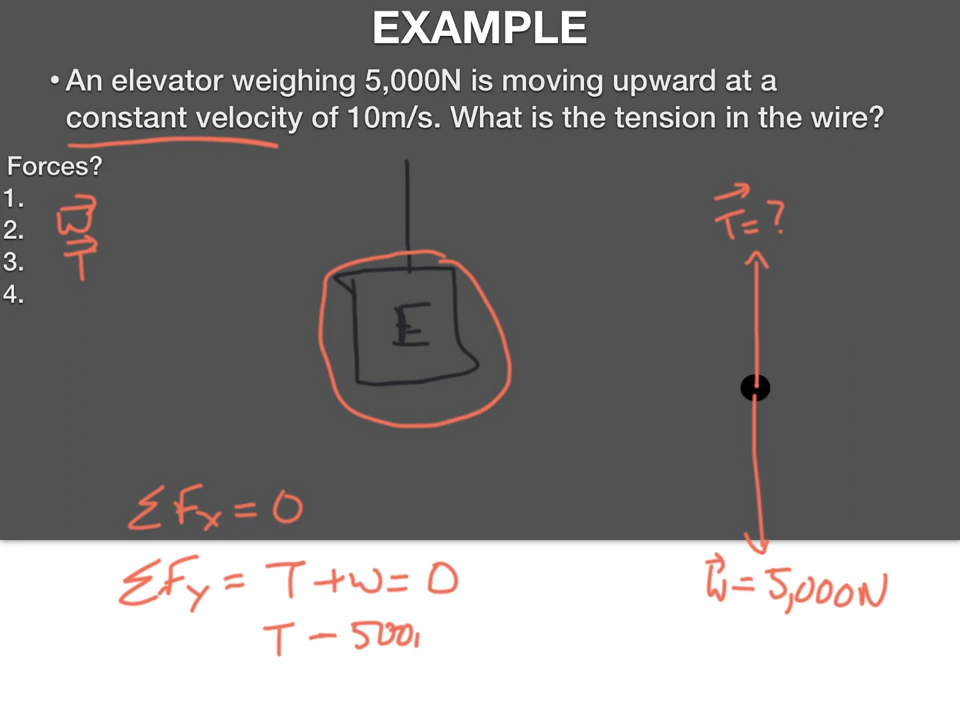 EXAMPLE
• An elevator weighing 5,000N is moving upward at a
constant velocity of 10m/s. What is the tension in the wire?
Forces?
1.
2. W
3. T
4.
E
T = ?
W = 5,000N
ΣFx = 0
ΣFy = T + W = 0
T - 500